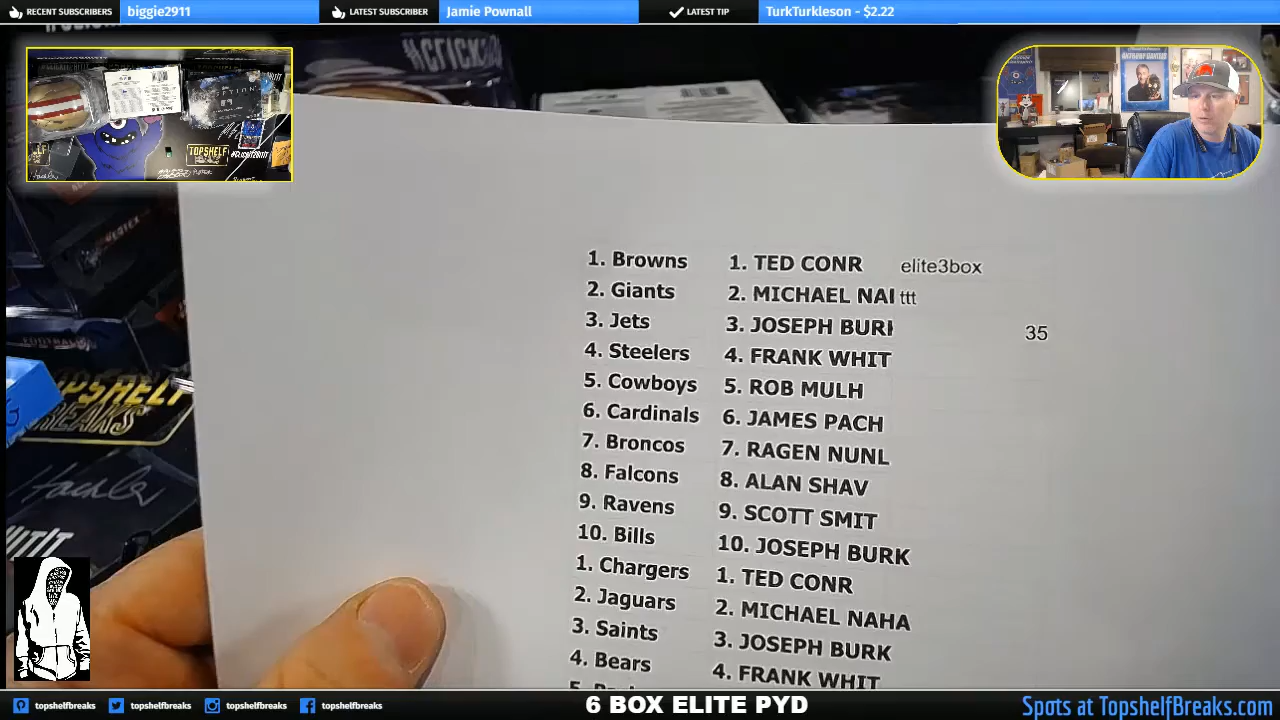 RECENT SUBSCRIBERS biggie2911 LATEST SUBSCRIBER Jamie Pownall LATEST TIP TurkTurkleson - $2.22
TOPSHELF
1. Browns 1. TED CONR elite3box
2. Giants 2. MICHAEL NAI ttt
3. Jets 3. JOSEPH BURK 35
4. Steelers 4. FRANK WHIT
5. Cowboys 5. ROB MULH
6. Cardinals 6. JAMES PACH
7. Broncos 7. RAGEN NUNL
8. Falcons 8. ALAN SHAV
9. Ravens 9. SCOTT SMIT
10. Bills 10. JOSEPH BURK
1. Chargers 1. TED CONR
2. Jaguars 2. MICHAEL NAHA
3. Saints 3. JOSEPH BURK
4. Bears 4. FRANK WHIT
topshelfbreaks topshelfbreaks topshelfbreaks topshelfbreaks 6 BOX ELITE PYD Spots at TopshelfBreaks.com